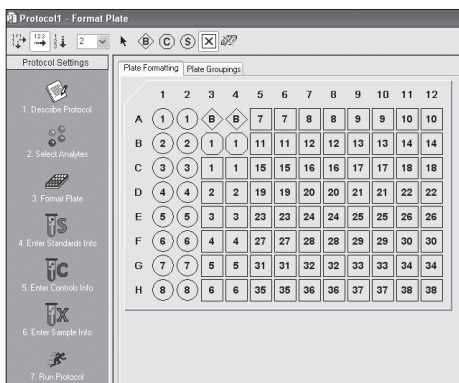 Protocol1 - Format Plate
111 123 1 2 3 2 B C S X
Protocol Settings
1. Describe Protocol
2. Select Analytes
3. Format Plate
S
4. Enter Standards Info
C
5. Enter Controls Info
X
6. Enter Sample Info
7. Run Protocol
Plate Formatting Plate Groupings
1 2 3 4 5 6 7 8 9 10 11 12
A 1 1 B B 7 7 8 8 9 9 10 10
B 2 2 1 1 11 11 12 12 13 13 14 14
C 3 3 1 1 15 15 16 16 17 17 18 18
D 4 4 2 2 19 19 20 20 21 21 22 22
E 5 5 3 3 23 23 24 24 25 25 26 26
F 6 6 4 4 27 27 28 28 29 29 30 30
G 7 7 5 5 31 31 32 32 33 33 34 34
H 8 8 6 6 35 35 36 36 37 37 38 38